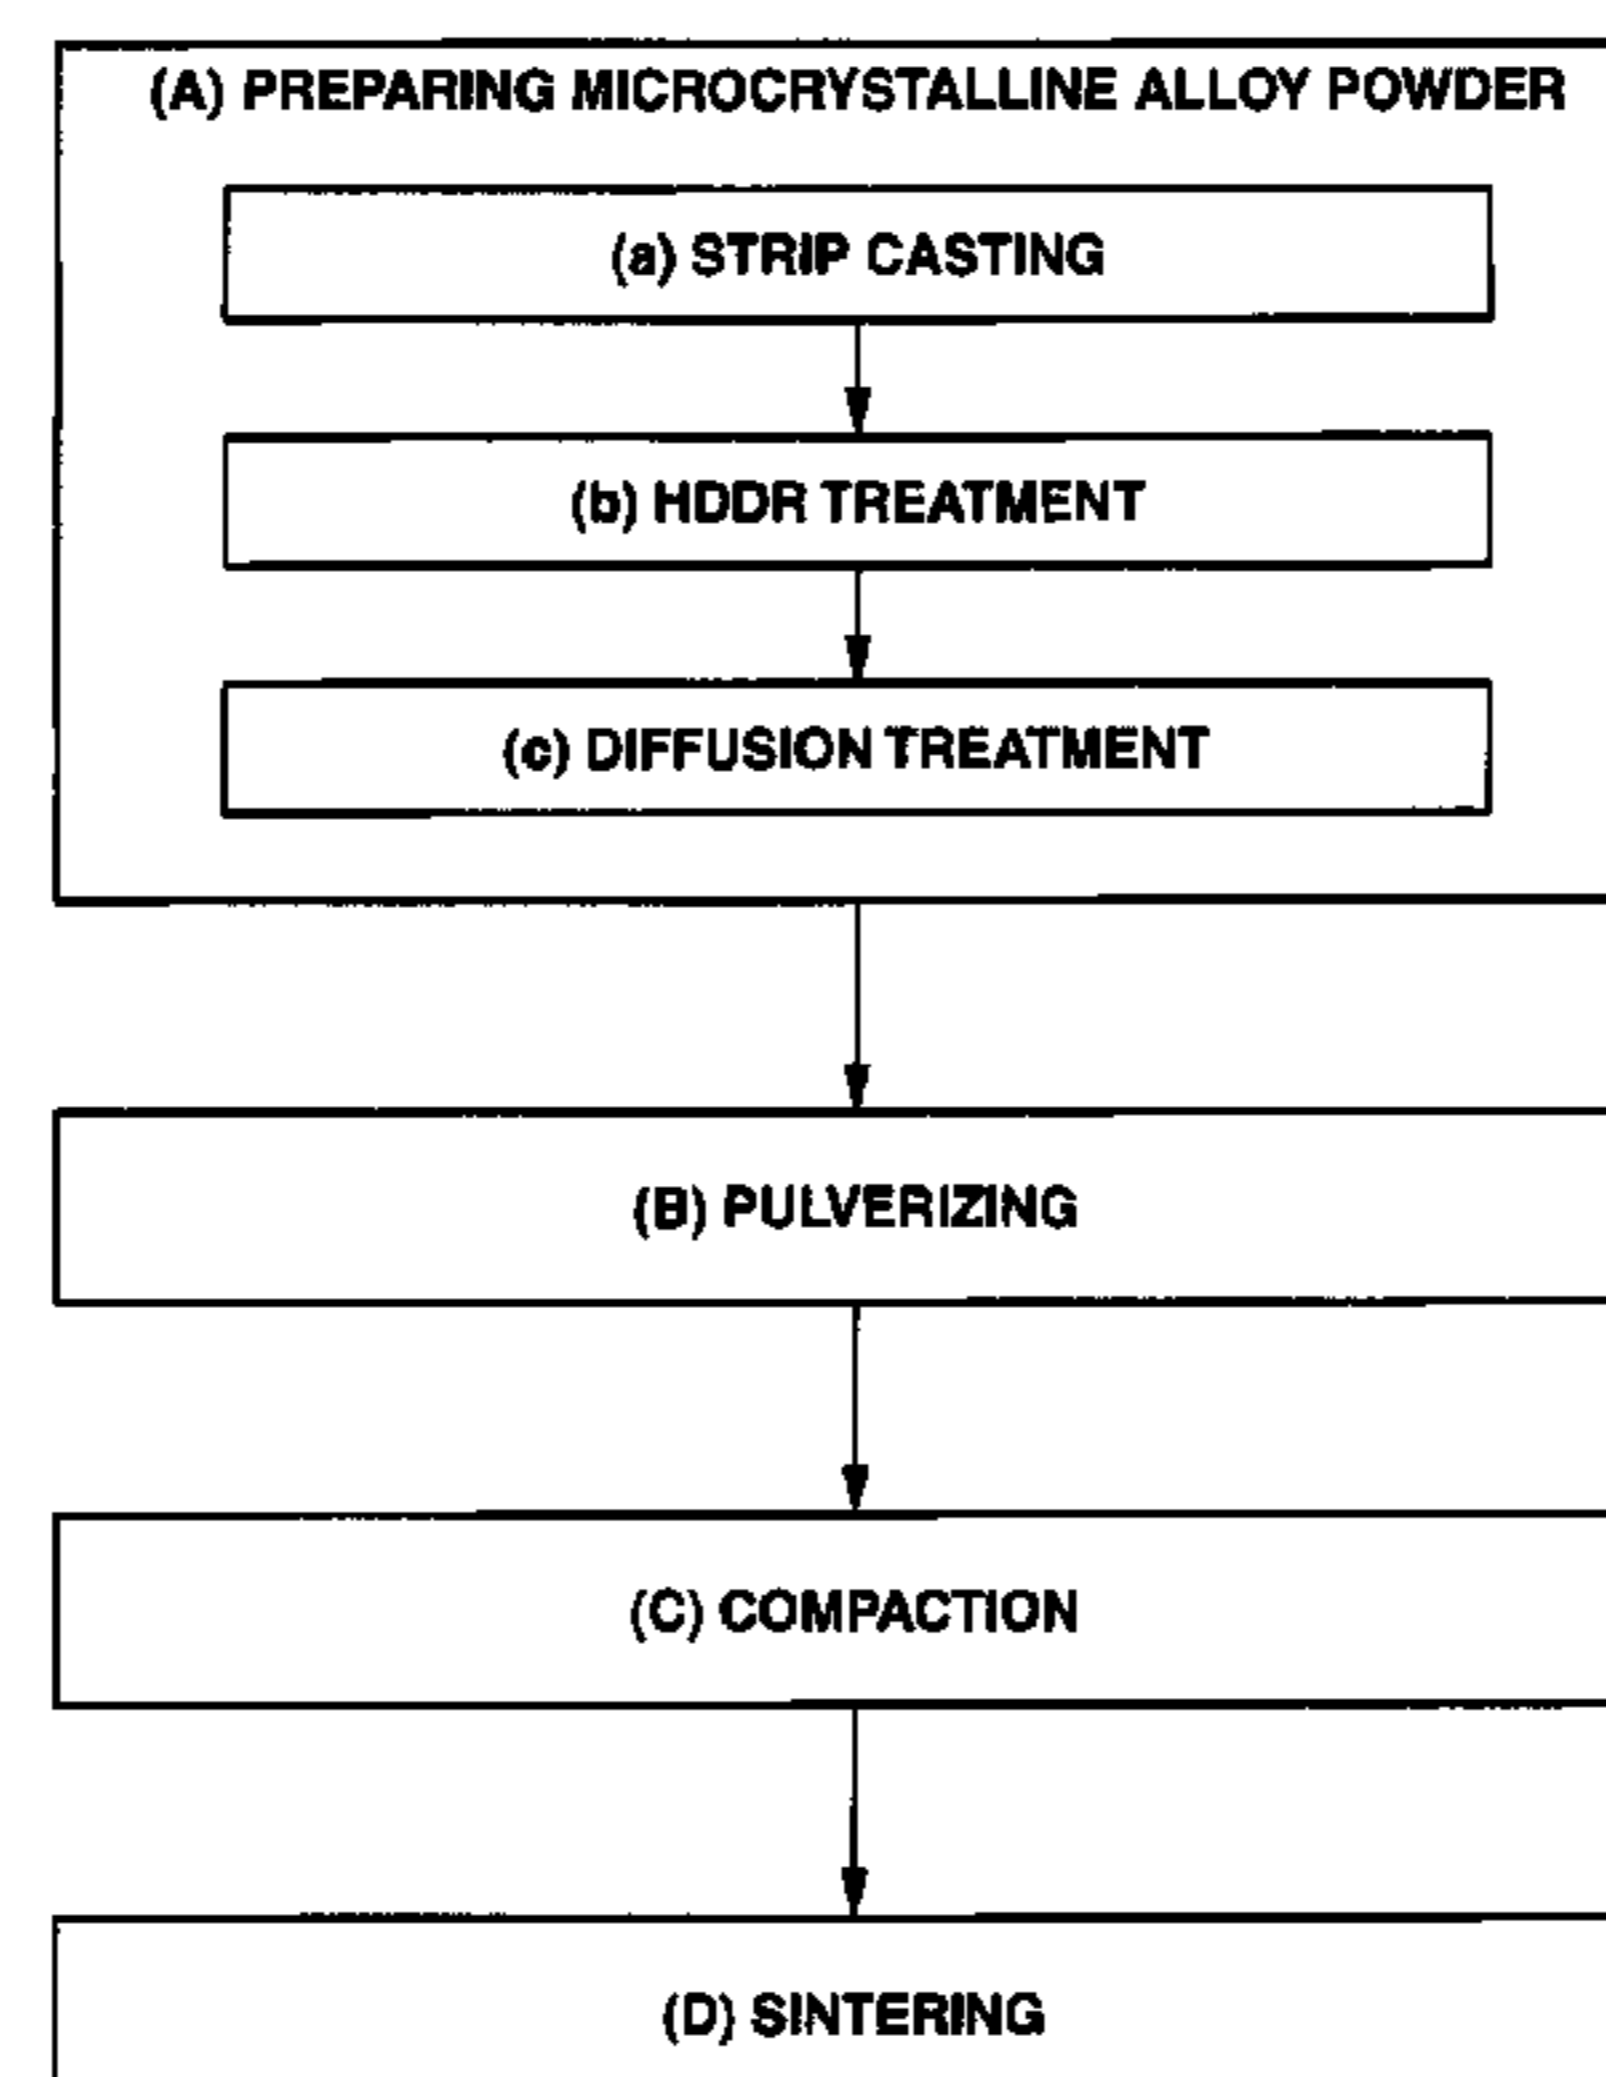 (A) PREPARING MICROCRYSTALLINE ALLOY POWDER
(a) STRIP CASTING
(b) HDDR TREATMENT
(c) DIFFUSION TREATMENT
(B) PULVERIZING
(C) COMPACTION
(D) SINTERING